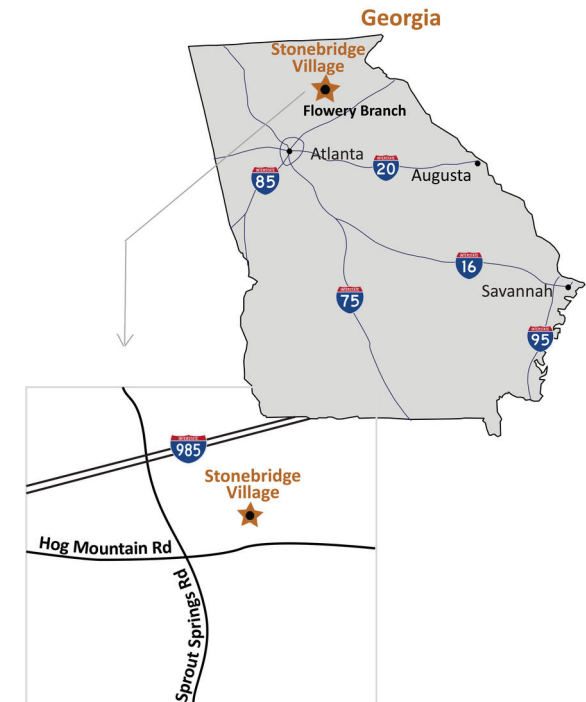 Georgia
Stonebridge
Village
Flowery Branch
Atlanta
85
20
Augusta
16
75
Savannah
95
985
Stonebridge
Village
Hog Mountain Rd
Sprout Springs Rd